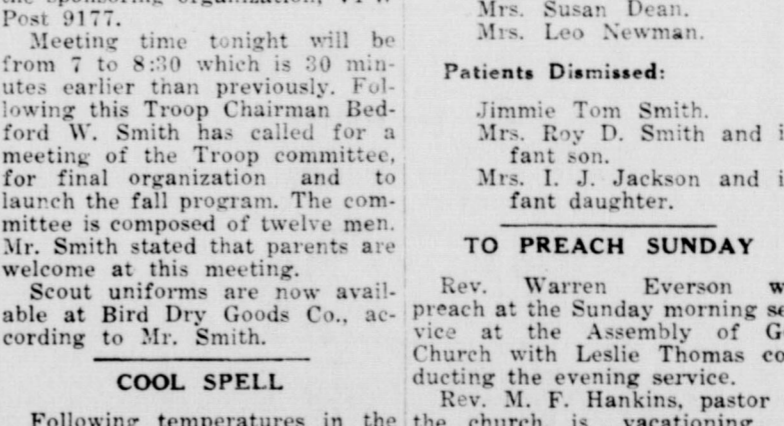 the sponsoring organization, VFW
Post 9177.
Meeting time tonight will be
from 7 to 8:30 which is 30 min-
utes earlier than previously. Fol-
lowing this Troop Chairman Bed-
ford W. Smith has called for a
meeting of the Troop committee,
for final organization and to
launch the fall program. The com-
mittee is composed of twelve men.
Mr. Smith stated that parents are
welcome at this meeting.
Scout uniforms are now avail-
able at Bird Dry Goods Co., ac-
cording to Mr. Smith.
COOL SPELL
Following temperatures in the
Mrs. Susan Dean.
Mrs. Leo Newman.
Patients Dismissed:
Jimmie Tom Smith.
Mrs. Roy D. Smith and i
fant son.
Mrs. I. J. Jackson and i
fant daughter.
TO PREACH SUNDAY
Rev. Warren Everson w
preach at the Sunday morning se
vice at the Assembly of G
Church with Leslie Thomas co
ducting the evening service.
Rev. M. F. Hankins, pastor
the church is vacationing